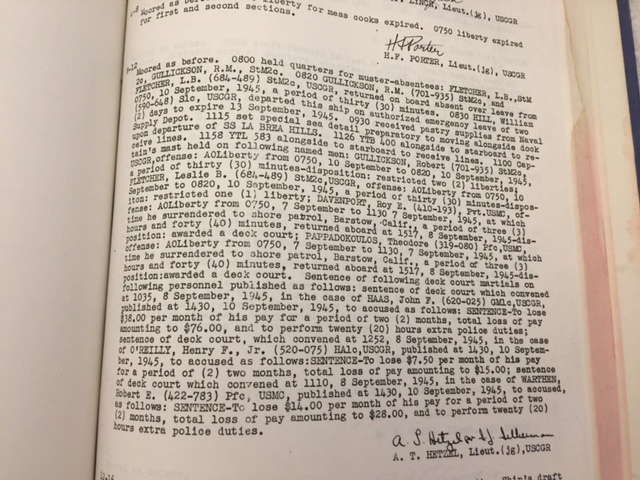 LYNCH, Lieut.(jg), USCGR
-8 Moored as before. Liberty for mess cooks expired. 0750 liberty expired
for first and second sections.
H F Porter
H.F. PORTER, Lieut.(jg), USCGR
8-12
Moored as before. 0800 held quarters for muster-absentees: FLETCHER, L.B., StM
2c, GULLICKSON, R.M., StM2c. 0820 GULLICKSON, R.M. (701-935) StM2c, and
FLETCHER, L.B. (684-489) StM2c, USCGR, returned on board absent over leave from
0750, 10 September, 1945, a period of thirty (30) minutes. 0830 HILL, William
(590-648) S1c, USCGR, departed this ship on authorized emergency leave of two
(2) days to expire 13 September, 1945. 0930 received pastry supplies from Naval
Supply Depot. 1115 set special sea detail preparatory to moving alongside dock
upon departure of SS LA BREA HILLS. 1126 YTB 400 alongside to starboard to re-
ceive lines. 1158 YTL 583 alongside to starboard to receive lines. 1100 Cap-
tain's mast held on following named men: GULLICKSON, Robert (701-935) StM2c,
USCGR,offense: AOLiberty from 0750, 10 September to 0820, 10 September, 1945,
a period of thirty (30) minutes-disposition: restricted two (2) liberties;
FLETCHER, Leslie B. (684-489) StM2c,USCGR, offense: AOLiberty from 0750, 10
September to 0820, 10 September, 1945, a period of thirty (30) minutes-dispos-
iton: restricted one (1) liberty; DAVENPORT, Roy E. (410-193), Pvt.USMC, of-
fense: AOLiberty from 0750, 7 September to 1130 7 September, 1945, at which
time he surrendered to shore patrol, Barstow, Calif., a period of three (3)
hours and forty (40) minutes, returned aboard at 1517, 8 September, 1945-dis-
position: awarded a deck court; PAPPADOKOULOS, Theodore (319-080) Pfc,USMC,
offense: AOLiberty from 0750, 7 September to 1130, 7 September, 1945, at which
time he surrendered to shore patrol, Barstow, Calif., a period of three (3)
hours and forty (40) minutes, returned aboard at 1517, 8 September, 1945-dis-
position:awarded a deck court. Sentence of following deck court martials on
following personnel published as follows: sentence of deck court which convened
at 1035, 8 September, 1945, in the case of HAAS, John F. (620-025) GM1c,USCGR,
published at 1430, 10 September, 1945, to accused as follows: SENTENCE-To lose
$38.00 per month of his pay for a period of two (2) months, total loss of pay
amounting to $76.00, and to perform twenty (20) hours extra police duties;
sentence of deck court, which convened at 1252, 8 September, 1945, in the case
of O'REILLY, Henry F., Jr. (520-075) HA1c,USCGR, published at 1430, 10 Septem-
ber, 1945, to accused as follows:SENTENCE-To lose $7.50 per month of his pay
for a period of (2) two months, total loss of pay amounting to $15.00; sentence
of deck court which convened at 1110, 8 September, 1945, in the case of WARTHEN,
Robert E. (422-783) Pfc, USMC, published at 1430, 10 September, 1945, to accused,
as follows: SENTENCE-To lose $14.00 per month of his pay for a period of two
(2) months, total loss of pay amounting to $28.00, and to perform twenty (20)
hours extra police duties.
A. T. HETZEL, Lieut.(jg),USCGR
Ship's draft